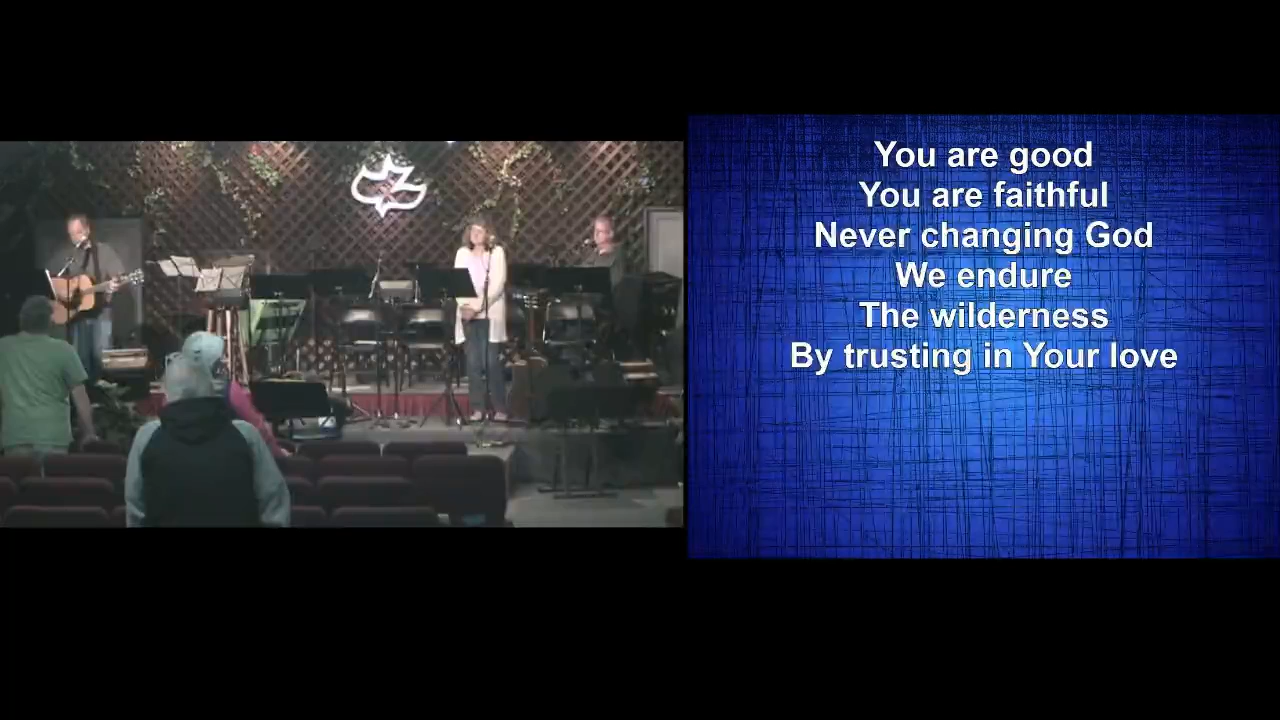 You are good
You are faithful
Never changing God
We endure
The wilderness
By trusting in Your love